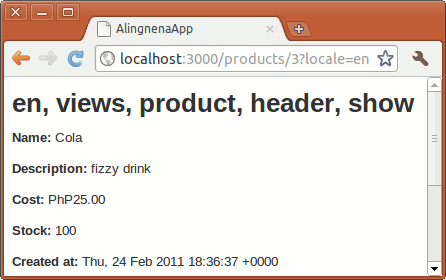 AlingnenaApp
localhost:3000/products/3?locale=en
en, views, product, header, show
Name: Cola
Description: fizzy drink
Cost: PhP25.00
Stock: 100
Created at: Thu, 24 Feb 2011 18:36:37 +0000